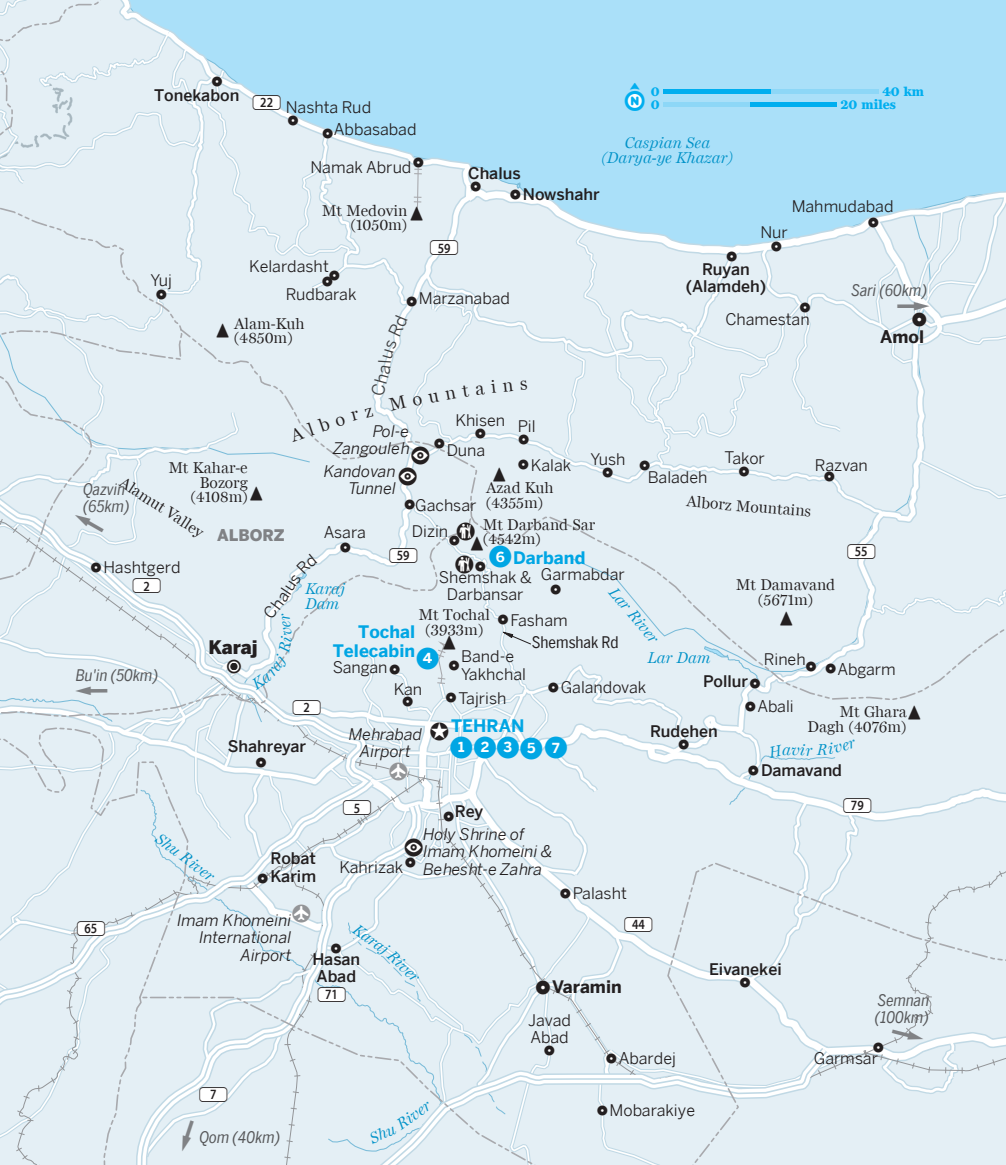 Tonekabon
22
Nashta Rud
Abbasabad
0
40 km
N
0
20 miles
Caspian Sea
(Darya-ye Khazar)
Namak Abrud
Chalus
Nowshahr
Mt Medovin
(1050m)
Mahmudabad
Nur
59
Ruyan
(Alamdeh)
Kelardasht
Rudbarak
Yuj
Marzanabad
Sari (60km)
Chamestan
Amol
Alam-Kuh
(4850m)
Chalus Rd
Alborz Mountains
Pol-e
Zangouleh
Khisen
Pil
Duna
Kandovan
Tunnel
Kalak
Yush
Baladeh
Takor
Razvan
Azad Kuh
(4355m)
Alborz Mountains
Mt Kahar-e
Bozorg
(4108m)
Qazvin
(65km)
Alamut Valley
ALBORZ
Gachsar
Dizin
Mt Darband Sar
(4542m)
Asara
59
6
Darband
55
Hashtgerd
2
Chalus Rd
Karaj
Dam
Shemshak &
Darbansar
Garmabdar
Mt Damavand
(5671m)
Lar River
Mt Tochal
(3933m)
Fasham
Shemshak Rd
Tochal
Telecabin
4
Karaj
Karaj River
Sangan
Band-e
Yakhchal
Lar Dam
Rineh
Abgarm
Bu'in (50km)
Kan
Tajrish
Galandovak
Pollur
Abali
2
Mt Ghara
Dagh (4076m)
TEHRAN
1
2
3
5
7
Mehrabad
Airport
Rudehen
Shahreyar
Havir River
Damavand
5
79
Rey
Shu River
Holy Shrine of
Imam Khomeini &
Behesht-e Zahra
Robat
Karim
Kahrizak
Palasht
Imam Khomeini
International
Airport
65
44
Karaj River
Hasan
Abad
71
Eivanekei
Varamin
Semnan
(100km)
Javad
Abad
Abardej
Garmsar
7
Mobarakiye
Qom (40km)
Shu River